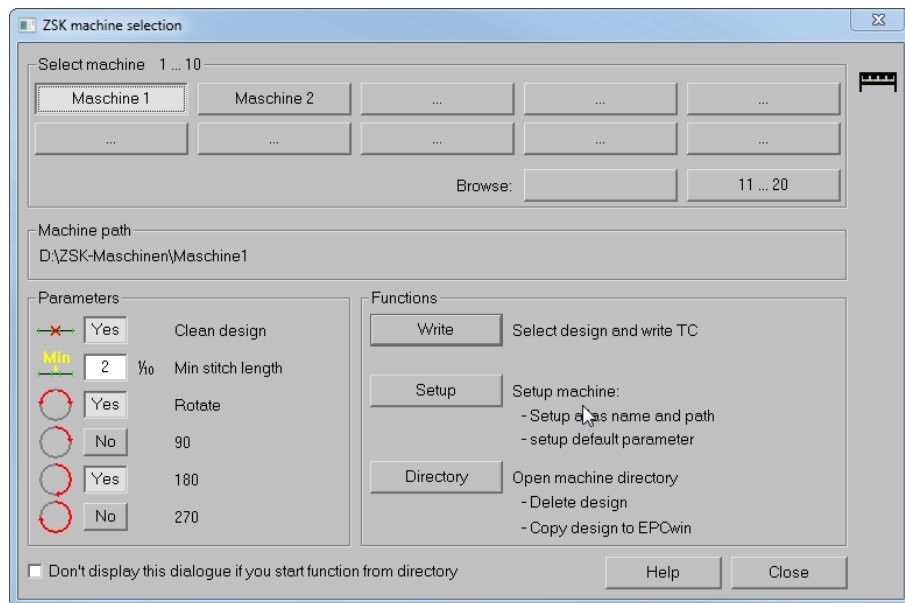 ZSK machine selection
Select machine 1 ... 10
Maschine 1 Maschine 2 ... ... ...
... ... ... ... ...
Browse: 11 ... 20
Machine path
D:\ZSK-Maschinen\Maschine1
Parameters
Yes Clean design
Min 2 1/10 Min stitch length
Yes Rotate
No 90
Yes 180
No 270
Functions
Write Select design and write TC
Setup Setup machine:
- Setup alias name and path
- setup default parameter
Directory Open machine directory
- Delete design
- Copy design to EPCwin
Don't display this dialogue if you start function from directory
Help Close